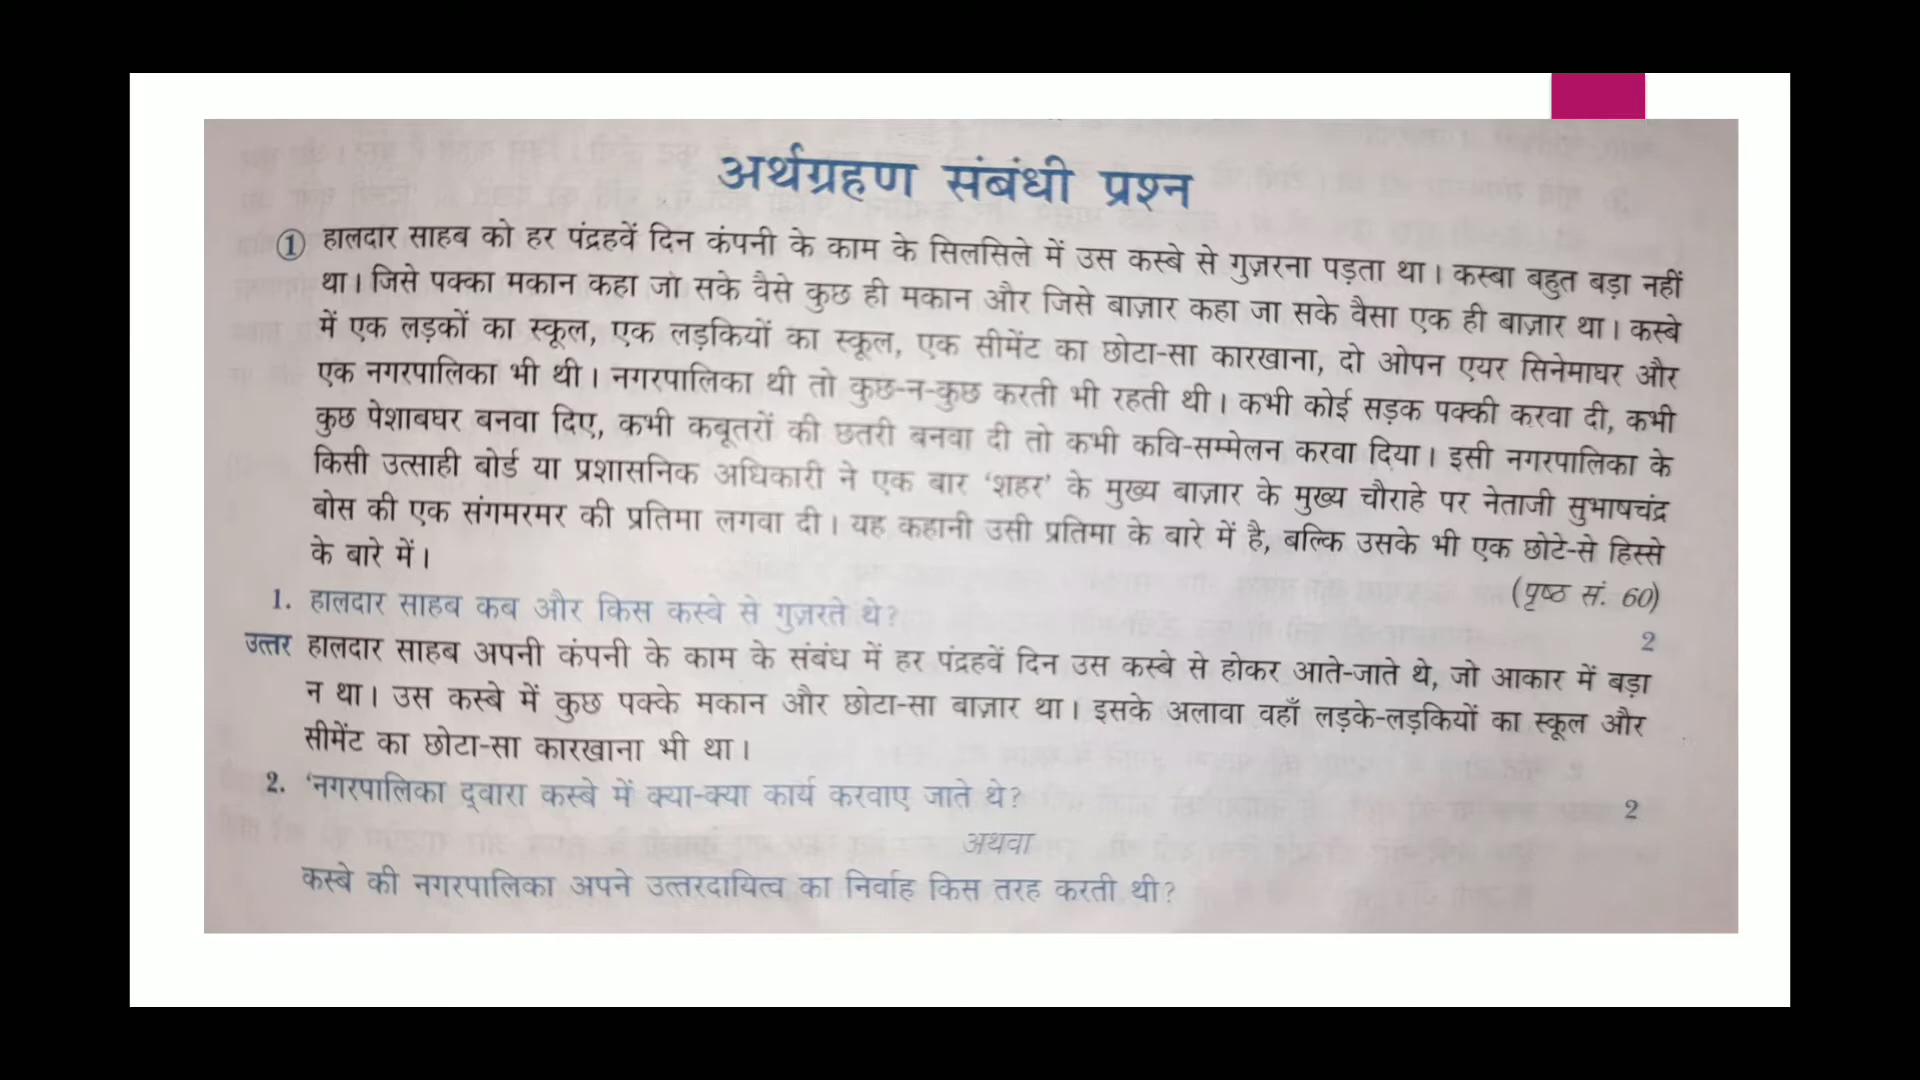 अर्थग्रहण संबंधी प्रश्न
① हालदार साहब को हर पंद्रहवें दिन कंपनी के काम के सिलसिले में उस कस्बे से गुज़रना पड़ता था। कस्बा बहुत बड़ा नहीं
था। जिसे पक्का मकान कहा जा सके वैसे कुछ ही मकान और जिसे बाज़ार कहा जा सके वैसा एक ही बाज़ार था। कस्बे
में एक लड़कों का स्कूल, एक लड़कियों का स्कूल, एक सीमेंट का छोटा-सा कारखाना, दो ओपन एयर सिनेमाघर और
एक नगरपालिका भी थी। नगरपालिका थी तो कुछ-न-कुछ करती भी रहती थी। कभी कोई सड़क पक्की करवा दी, कभी
कुछ पेशाबघर बनवा दिए, कभी कबूतरों की छतरी बनवा दी तो कभी कवि-सम्मेलन करवा दिया। इसी नगरपालिका के
किसी उत्साही बोर्ड या प्रशासनिक अधिकारी ने एक बार ‘शहर’ के मुख्य बाज़ार के मुख्य चौराहे पर नेताजी सुभाषचंद्र
बोस की एक संगमरमर की प्रतिमा लगवा दी। यह कहानी उसी प्रतिमा के बारे में है, बल्कि उसके भी एक छोटे-से हिस्से
के बारे में।
(पृष्ठ सं. 60)
1. हालदार साहब कब और किस कस्बे से गुज़रते थे? 2
उत्तर हालदार साहब अपनी कंपनी के काम के संबंध में हर पंद्रहवें दिन उस कस्बे से होकर आते-जाते थे, जो आकार में बड़ा
न था। उस कस्बे में कुछ पक्के मकान और छोटा-सा बाज़ार था। इसके अलावा वहाँ लड़के-लड़कियों का स्कूल और
सीमेंट का छोटा-सा कारखाना भी था।
2. ‘नगरपालिका द्वारा कस्बे में क्या-क्या कार्य करवाए जाते थे? 2
अथवा
कस्बे की नगरपालिका अपने उत्तरदायित्व का निर्वाह किस तरह करती थी?